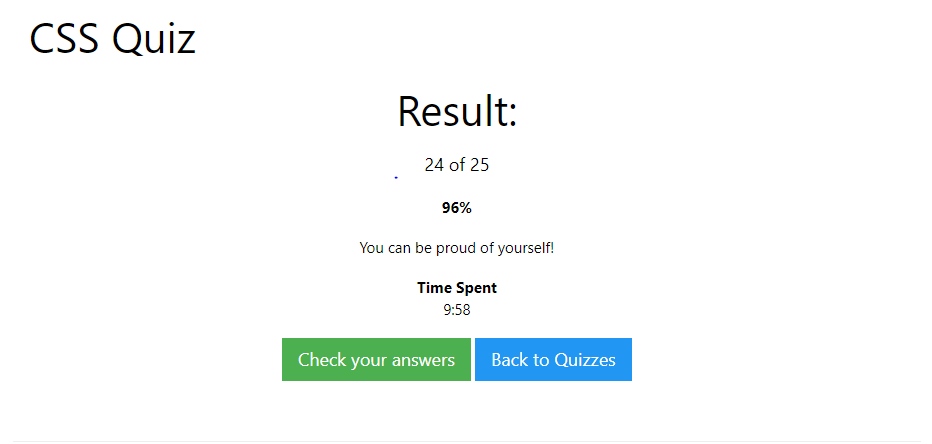 CSS Quiz
Result:
24 of 25
96%
You can be proud of yourself!
Time Spent
9:58
Check your answers Back to Quizzes